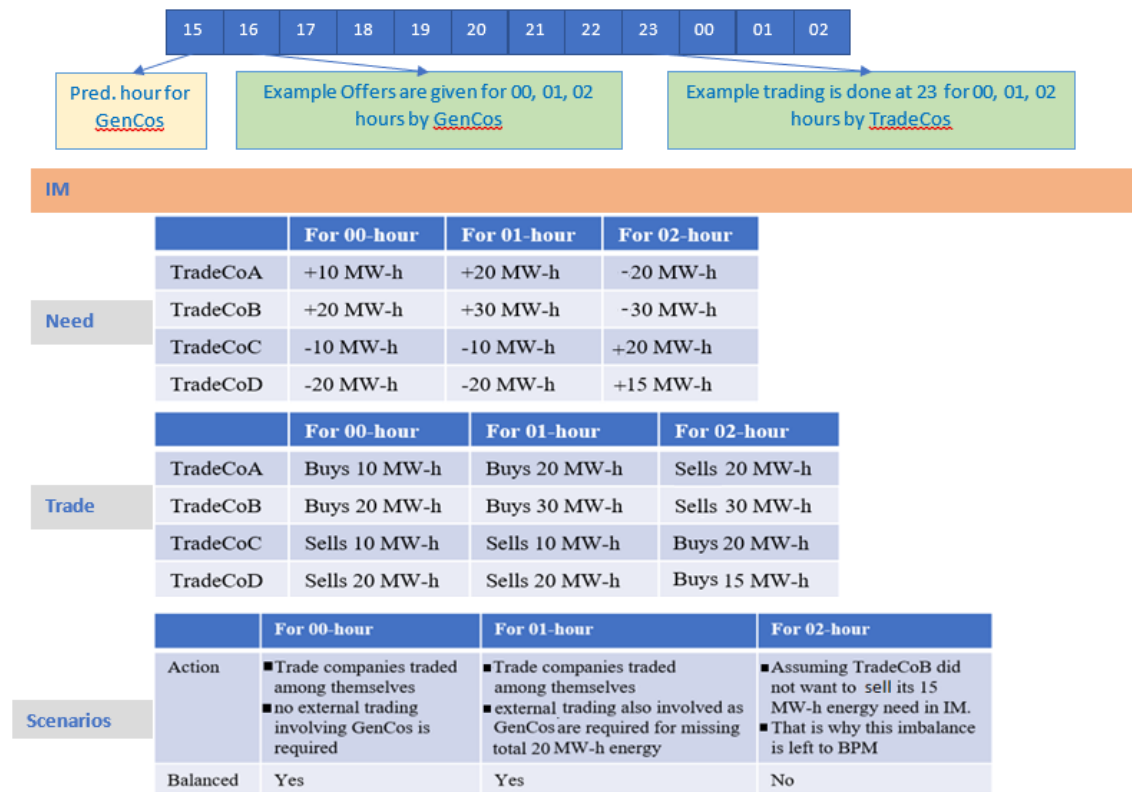 15 16 17 18 19 20 21 22 23 00 01 02
Pred. hour for
GenCos
Example Offers are given for 00, 01, 02
hours by GenCos
Example trading is done at 23 for 00, 01, 02
hours by TradeCos
IM
Need
For 00-hour For 01-hour For 02-hour
TradeCoA +10 MW-h +20 MW-h -20 MW-h
TradeCoB +20 MW-h +30 MW-h -30 MW-h
TradeCoC -10 MW-h -10 MW-h +20 MW-h
TradeCoD -20 MW-h -20 MW-h +15 MW-h
Trade
For 00-hour For 01-hour For 02-hour
TradeCoA Buys 10 MW-h Buys 20 MW-h Sells 20 MW-h
TradeCoB Buys 20 MW-h Buys 30 MW-h Sells 30 MW-h
TradeCoC Sells 10 MW-h Sells 10 MW-h Buys 20 MW-h
TradeCoD Sells 20 MW-h Sells 20 MW-h Buys 15 MW-h
Scenarios
For 00-hour For 01-hour For 02-hour
Action
■Trade companies traded
among themselves
■no external trading
involving GenCos is
required
■Trade companies traded
among themselves
■external trading also involved as
GenCos are required for missing
total 20 MW-h energy
■Assuming TradeCoB did
not want to sell its 15
MW-h energy need in IM.
■That is why this imbalance
is left to BPM
Balanced Yes Yes No